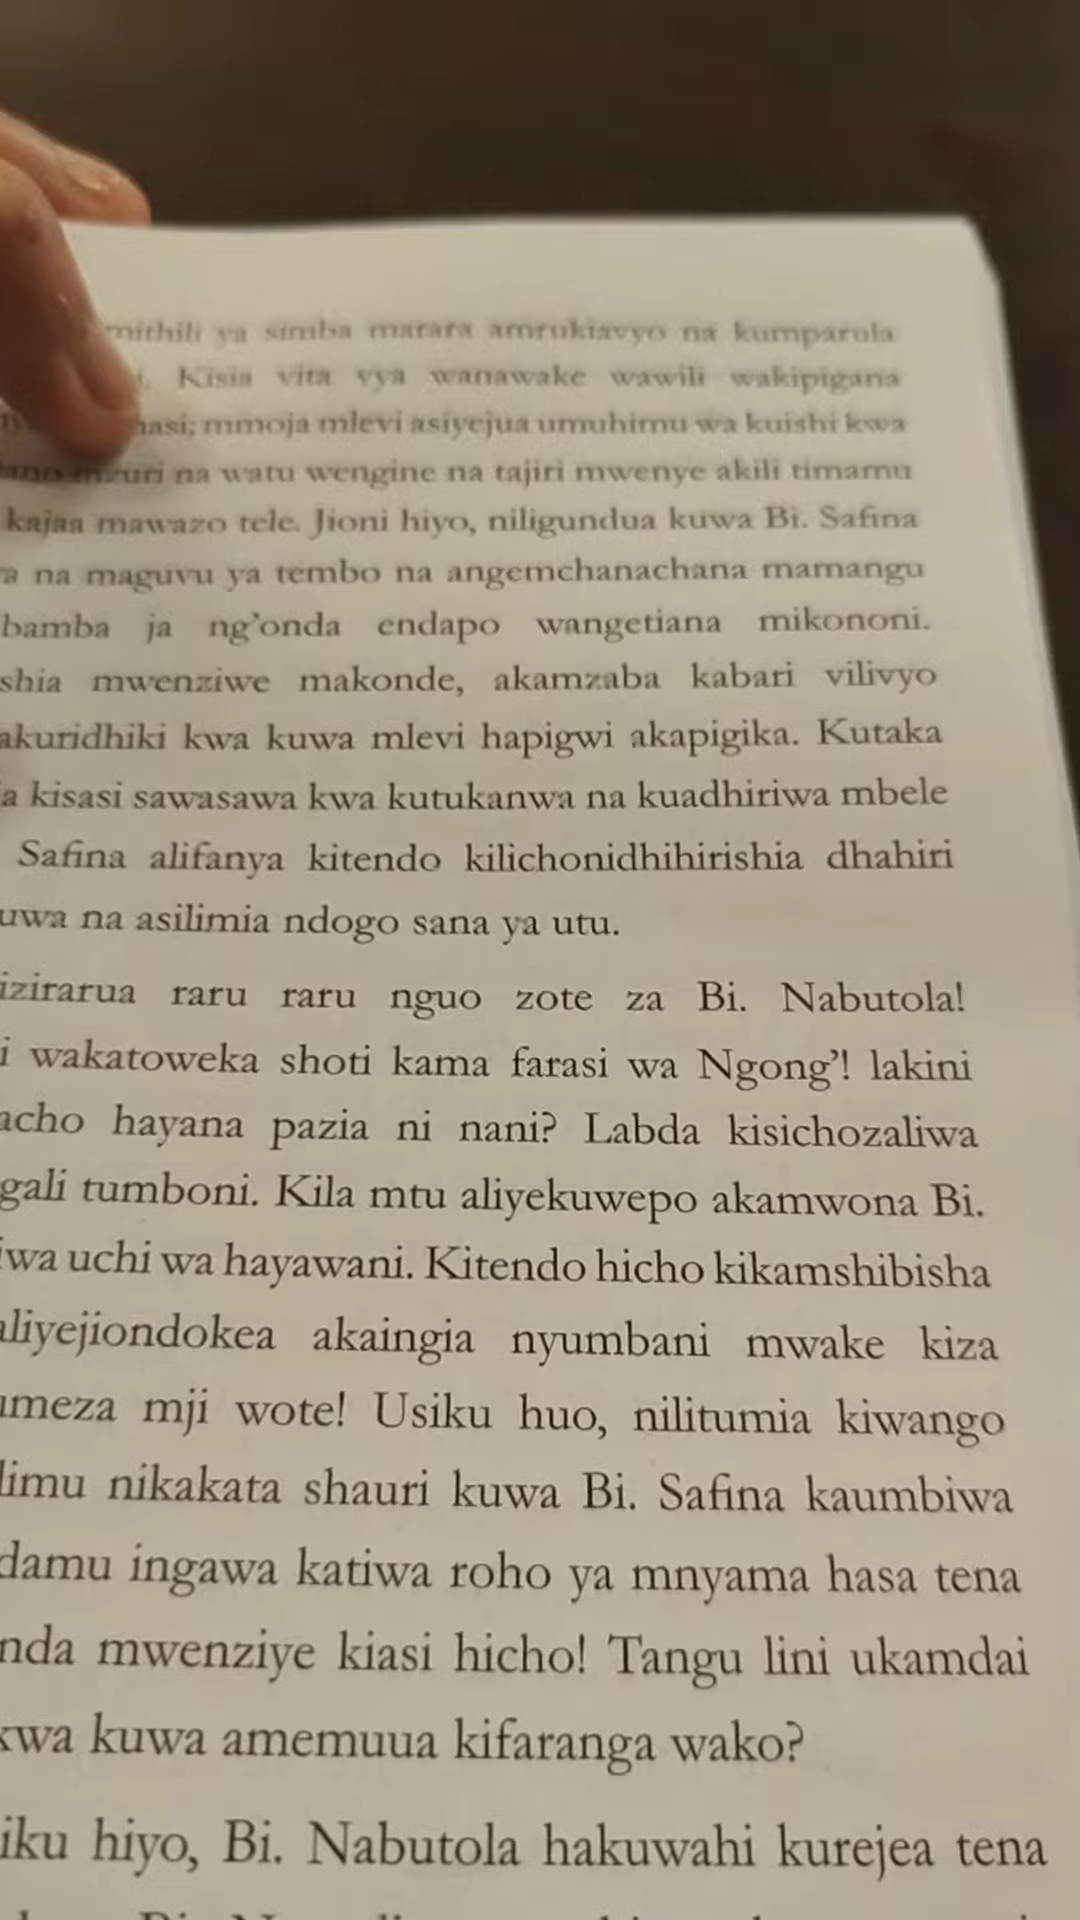 mithili ya simba marara amrukiavyo na kumparula
Kisia vita vya wanawake wawili wakipigana
mmoja mlevi asiyejua umuhimu wa kuishi kwa
mzuri na watu wengine na tajiri mwenye akili timamu
kajaa mawazo tele. Jioni hiyo, niligundua kuwa Bi. Safina
a na maguvu ya tembo na angemchanachana mamangu
bamba ja ng'onda endapo wangetiana mikononi.
shia mwenziwe makonde, akamzaba kabari vilivyo
akuridhiki kwa kuwa mlevi hapigwi akapigika. Kutaka
a kisasi sawasawa kwa kutukanwa na kuadhiriwa mbele
Safina alifanya kitendo kilichonidhihirishia dhahiri
uwa na asilimia ndogo sana ya utu.
izirarua raru raru nguo zote za Bi. Nabutola!
i wakatoweka shoti kama farasi wa Ngong'! lakini
acho hayana pazia ni nani? Labda kisichozaliwa
gali tumboni. Kila mtu aliyekuwepo akamwona Bi.
iwa uchi wa hayawani. Kitendo hicho kikamshibisha
aliyejiondokea akaingia nyumbani mwake kiza
umeza mji wote! Usiku huo, nilitumia kiwango
limu nikakata shauri kuwa Bi. Safina kaumbiwa
damu ingawa katiwa roho ya mnyama hasa tena
nda mwenziye kiasi hicho! Tangu lini ukamdai
kwa kuwa amemuua kifaranga wako?
iku hiyo, Bi. Nabutola hakuwahi kurejea tena